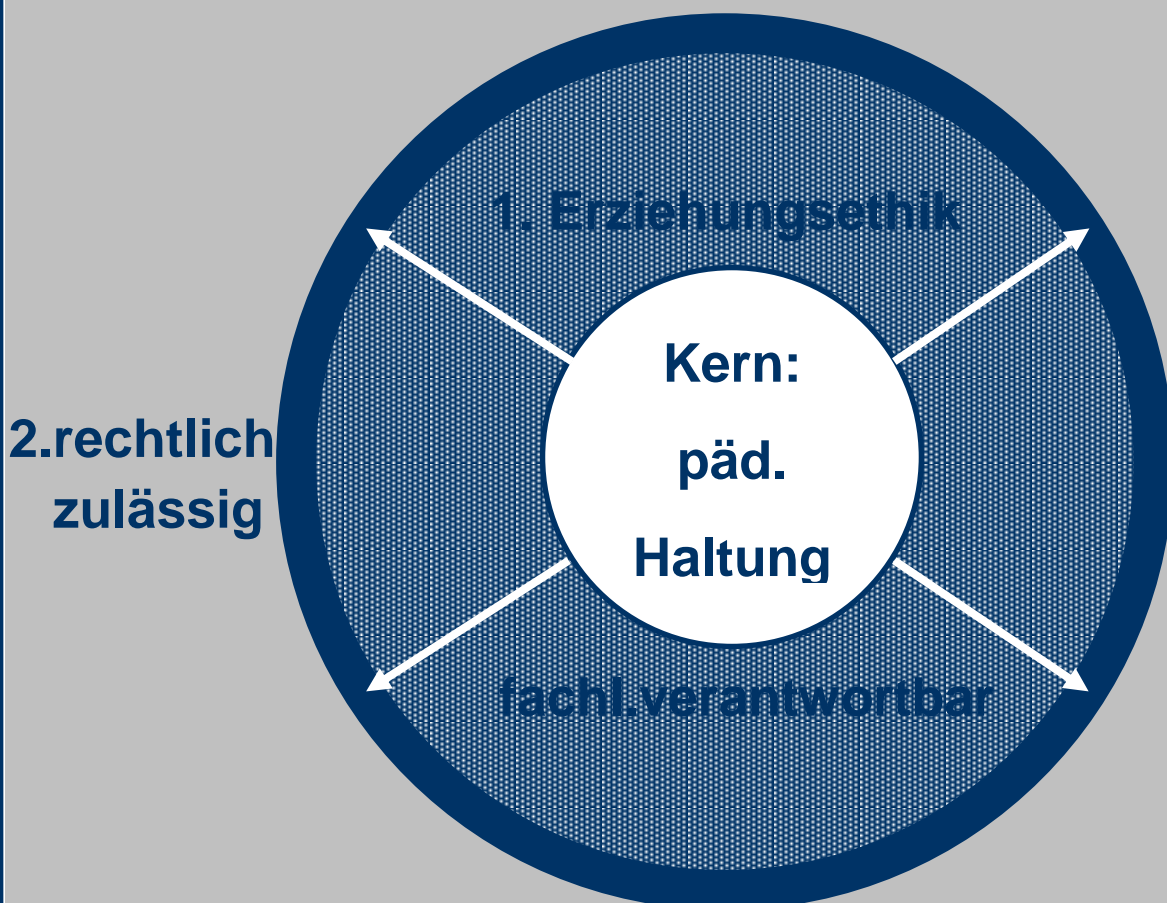 1. Erziehungsethik
Kern:
päd.
Haltung
2.rechtlich
zulässig
fachl.verantwortbar